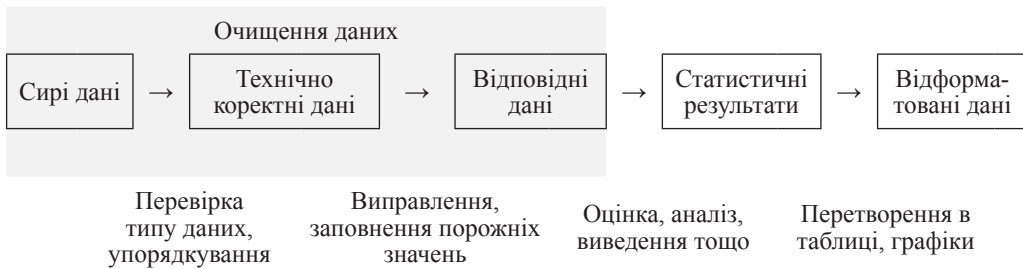 Очищення даних
Сирі дані → Технічно коректні дані → Відповідні дані → Статистичні результати → Відформа-
товані дані
Перевірка
типу даних,
упорядкування
Виправлення,
заповнення порожніх
значень
Оцінка, аналіз,
виведення тощо
Перетворення в
таблиці, графіки